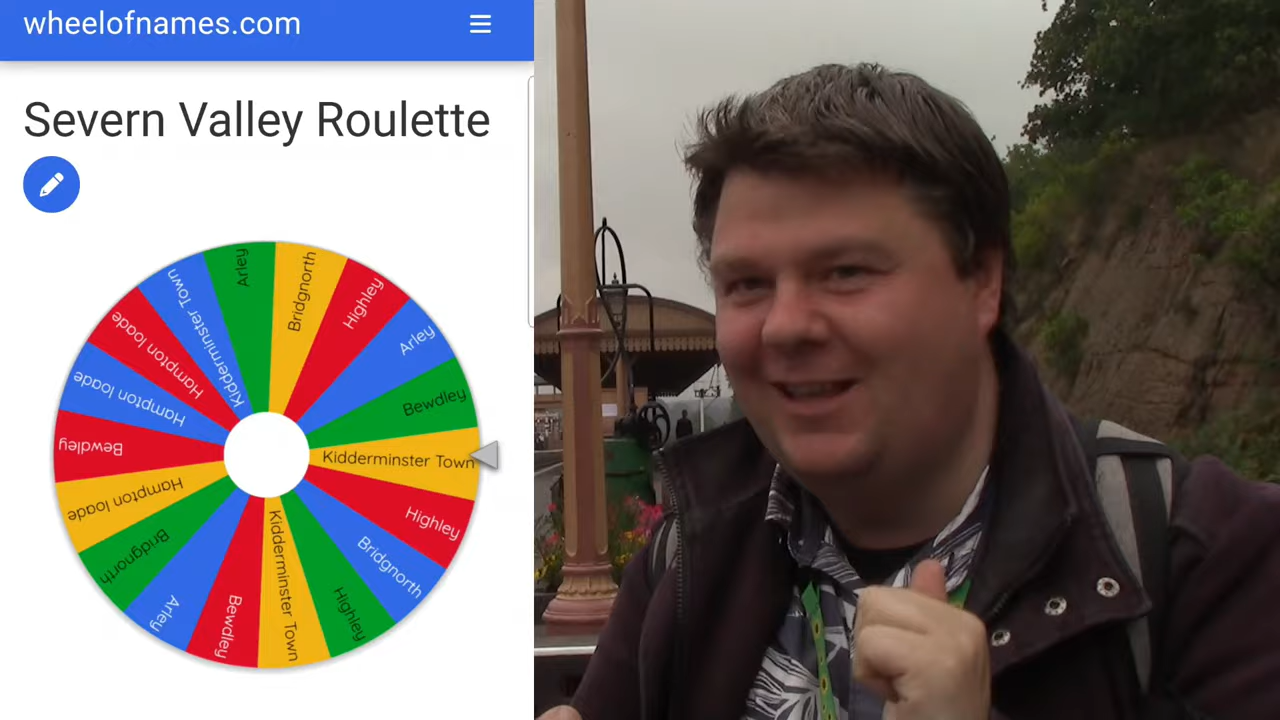 wheelofnames.com
Severn Valley Roulette
Arley
Bridgnorth
Highley
Arley
Bewdley
Kidderminster Town
Highley
Bridgnorth
Highley
Kidderminster Town
Bewdley
Arley
Bridgnorth
Hampton loade
Bewdley
Hampton loade
Hampton loade
Kidderminster Town